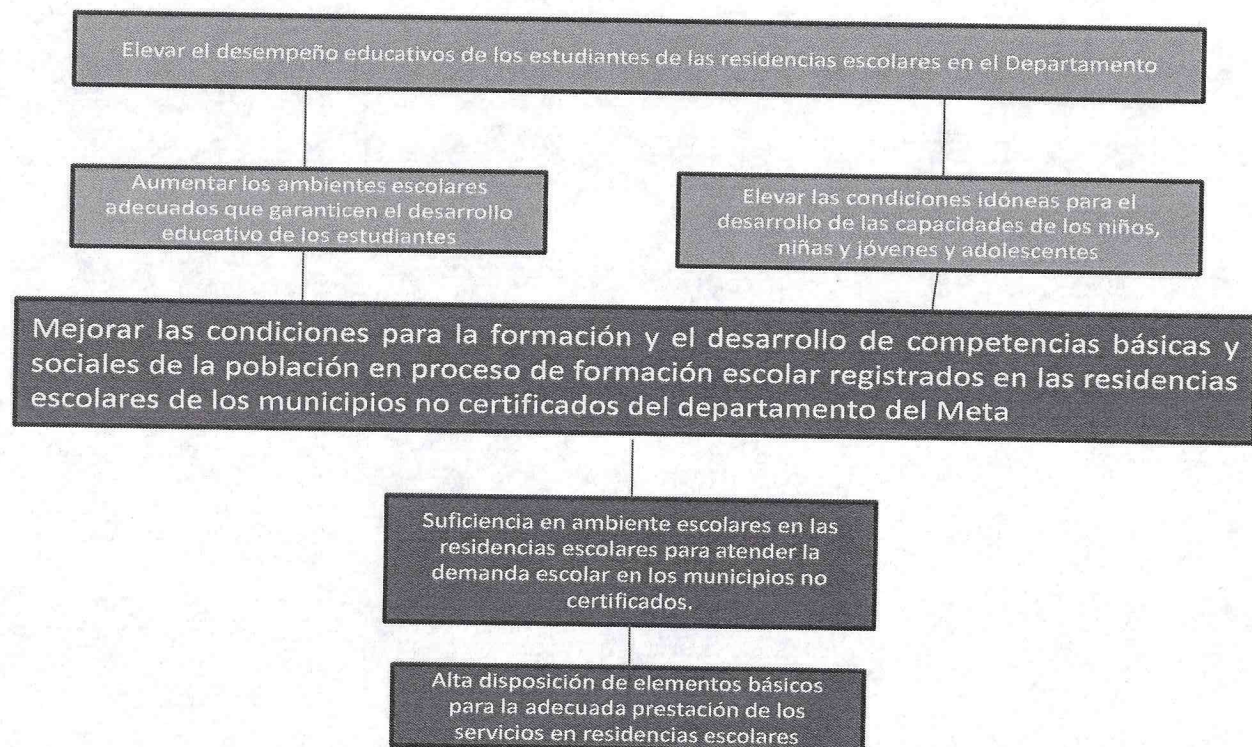 Elevar el desempeño educativos de los estudiantes de las residencias escolares en el Departamento
Aumentar los ambientes escolares
adecuados que garanticen el desarrollo
educativo de los estudiantes
Elevar las condiciones idóneas para el
desarrollo de las capacidades de los niños,
niñas y jóvenes y adolescentes
Mejorar las condiciones para la formación y el desarrollo de competencias básicas y
sociales de la población en proceso de formación escolar registrados en las residencias
escolares de los municipios no certificados del departamento del Meta
Suficiencia en ambiente escolares en las
residencias escolares para atender la
demanda escolar en los municipios no
certificados.
Alta disposición de elementos básicos
para la adecuada prestación de los
servicios en residencias escolares